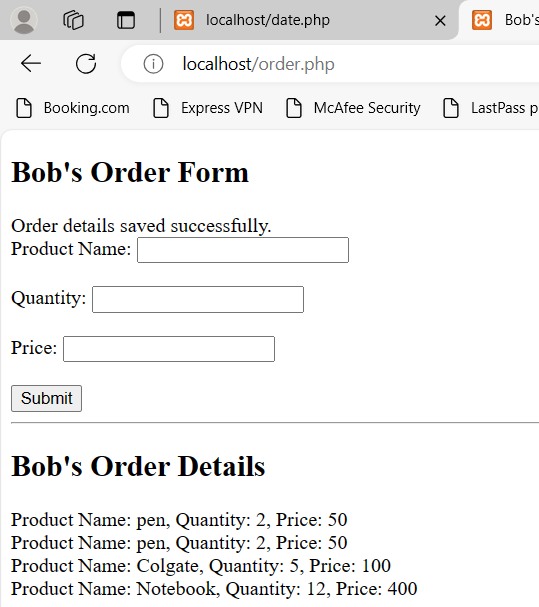 localhost/date.php
Bob's
localhost/order.php
Booking.com Express VPN McAfee Security LastPass p
Bob's Order Form
Order details saved successfully.
Product Name:
Quantity:
Price:
Submit
Bob's Order Details
Product Name: pen, Quantity: 2, Price: 50
Product Name: pen, Quantity: 2, Price: 50
Product Name: Colgate, Quantity: 5, Price: 100
Product Name: Notebook, Quantity: 12, Price: 400